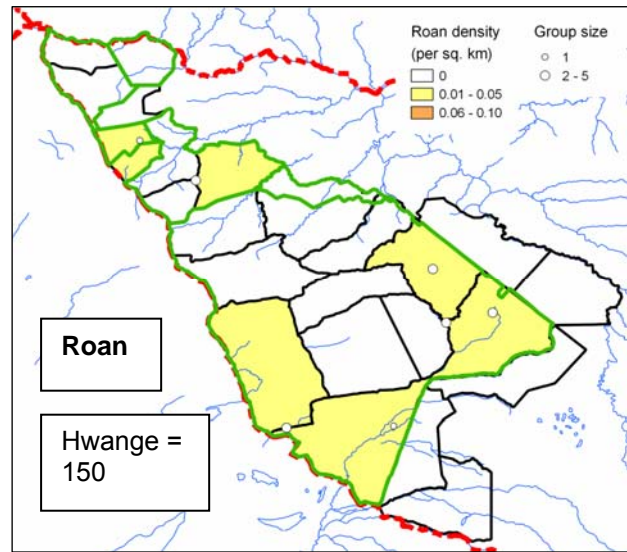 Roan density
(per sq. km)
0
0.01 - 0.05
0.06 - 0.10
Group size
1
2 - 5
Roan
Hwange =
150